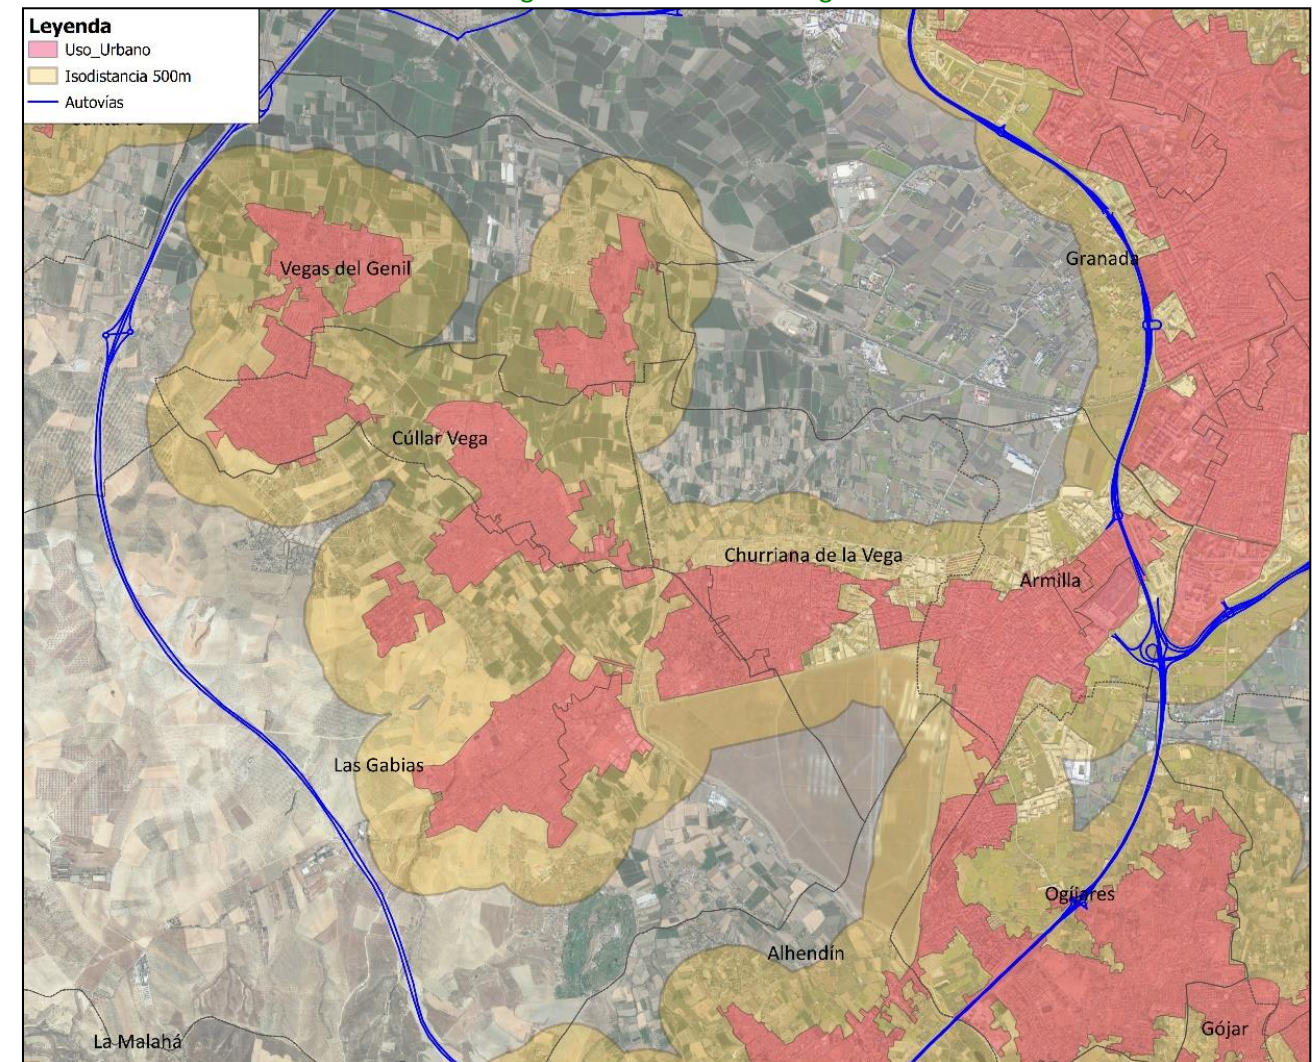 Leyenda
Uso_Urbano
Isodistancia 500m
Autovías
Granada
Vegas del Genil
Cúllar Vega
Churriana de la Vega
Armilla
Las Gabias
Ogíjares
Alhendín
Gójar
La Malahá